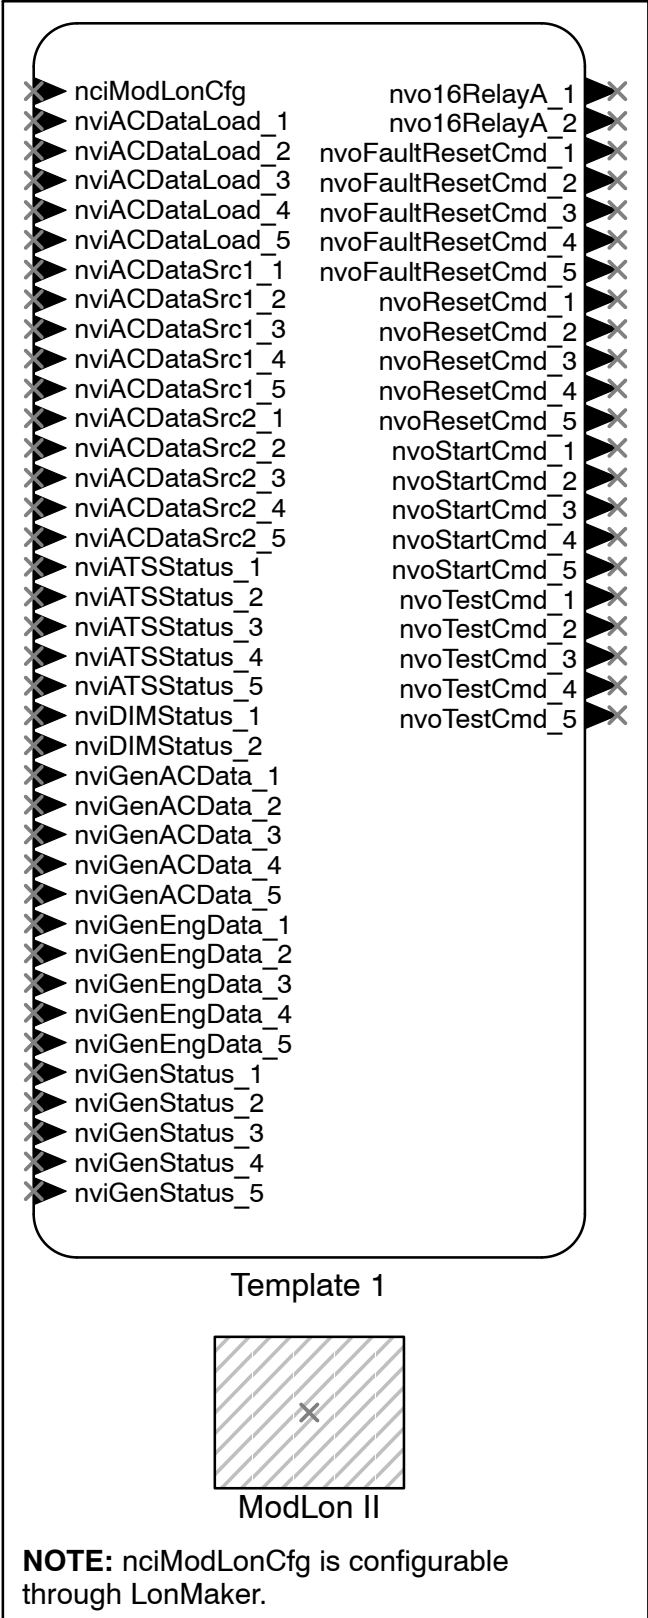 nciModLonCfg
nviACDataLoad_1
nviACDataLoad_2
nviACDataLoad_3
nviACDataLoad_4
nviACDataLoad_5
nviACDataSrc1_1
nviACDataSrc1_2
nviACDataSrc1_3
nviACDataSrc1_4
nviACDataSrc1_5
nviACDataSrc2_1
nviACDataSrc2_2
nviACDataSrc2_3
nviACDataSrc2_4
nviACDataSrc2_5
nviATSStatus_1
nviATSStatus_2
nviATSStatus_3
nviATSStatus_4
nviATSStatus_5
nviDIMStatus_1
nviDIMStatus_2
nviGenACData_1
nviGenACData_2
nviGenACData_3
nviGenACData_4
nviGenACData_5
nviGenEngData_1
nviGenEngData_2
nviGenEngData_3
nviGenEngData_4
nviGenEngData_5
nviGenStatus_1
nviGenStatus_2
nviGenStatus_3
nviGenStatus_4
nviGenStatus_5
nvo16RelayA_1
nvo16RelayA_2
nvoFaultResetCmd_1
nvoFaultResetCmd_2
nvoFaultResetCmd_3
nvoFaultResetCmd_4
nvoFaultResetCmd_5
nvoResetCmd_1
nvoResetCmd_2
nvoResetCmd_3
nvoResetCmd_4
nvoResetCmd_5
nvoStartCmd_1
nvoStartCmd_2
nvoStartCmd_3
nvoStartCmd_4
nvoStartCmd_5
nvoTestCmd_1
nvoTestCmd_2
nvoTestCmd_3
nvoTestCmd_4
nvoTestCmd_5
Template 1
ModLon II
NOTE: nciModLonCfg is configurable
through LonMaker.